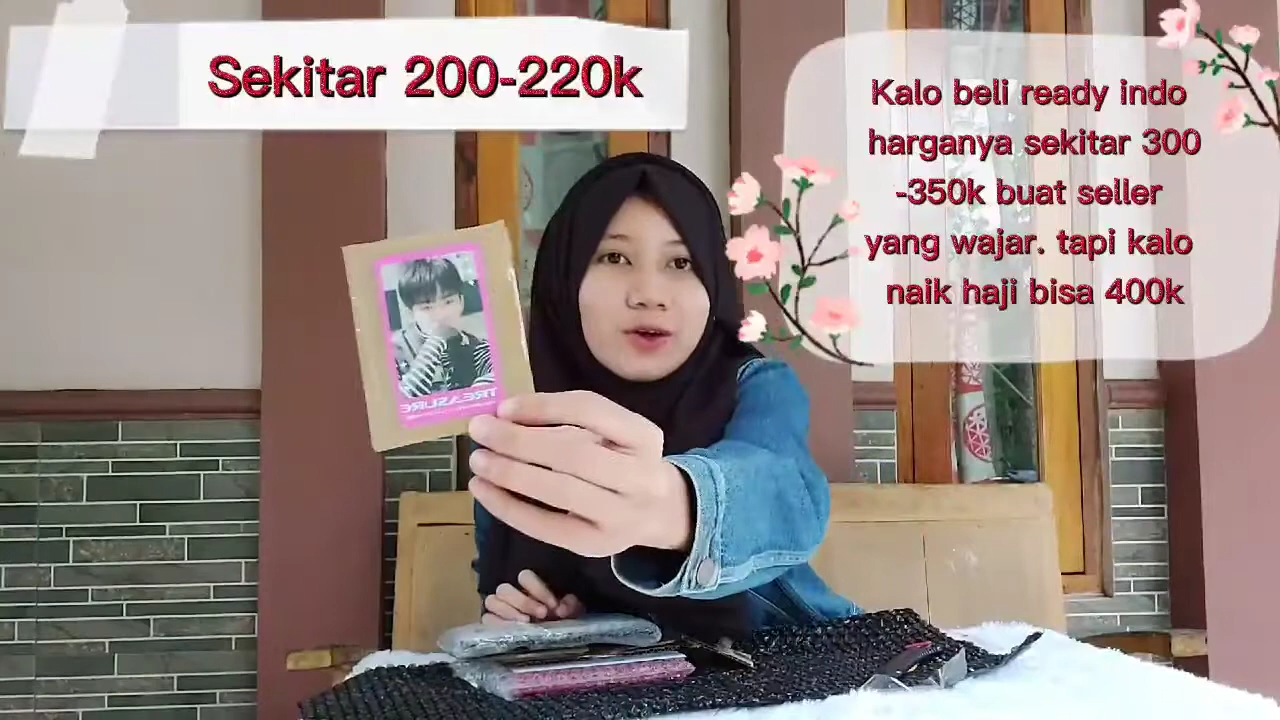 Sekitar 200-220k
Kalo beli ready indo
harganya sekitar 300
-350k buat seller
yang wajar. tapi kalo
naik haji bisa 400k
TREASURE